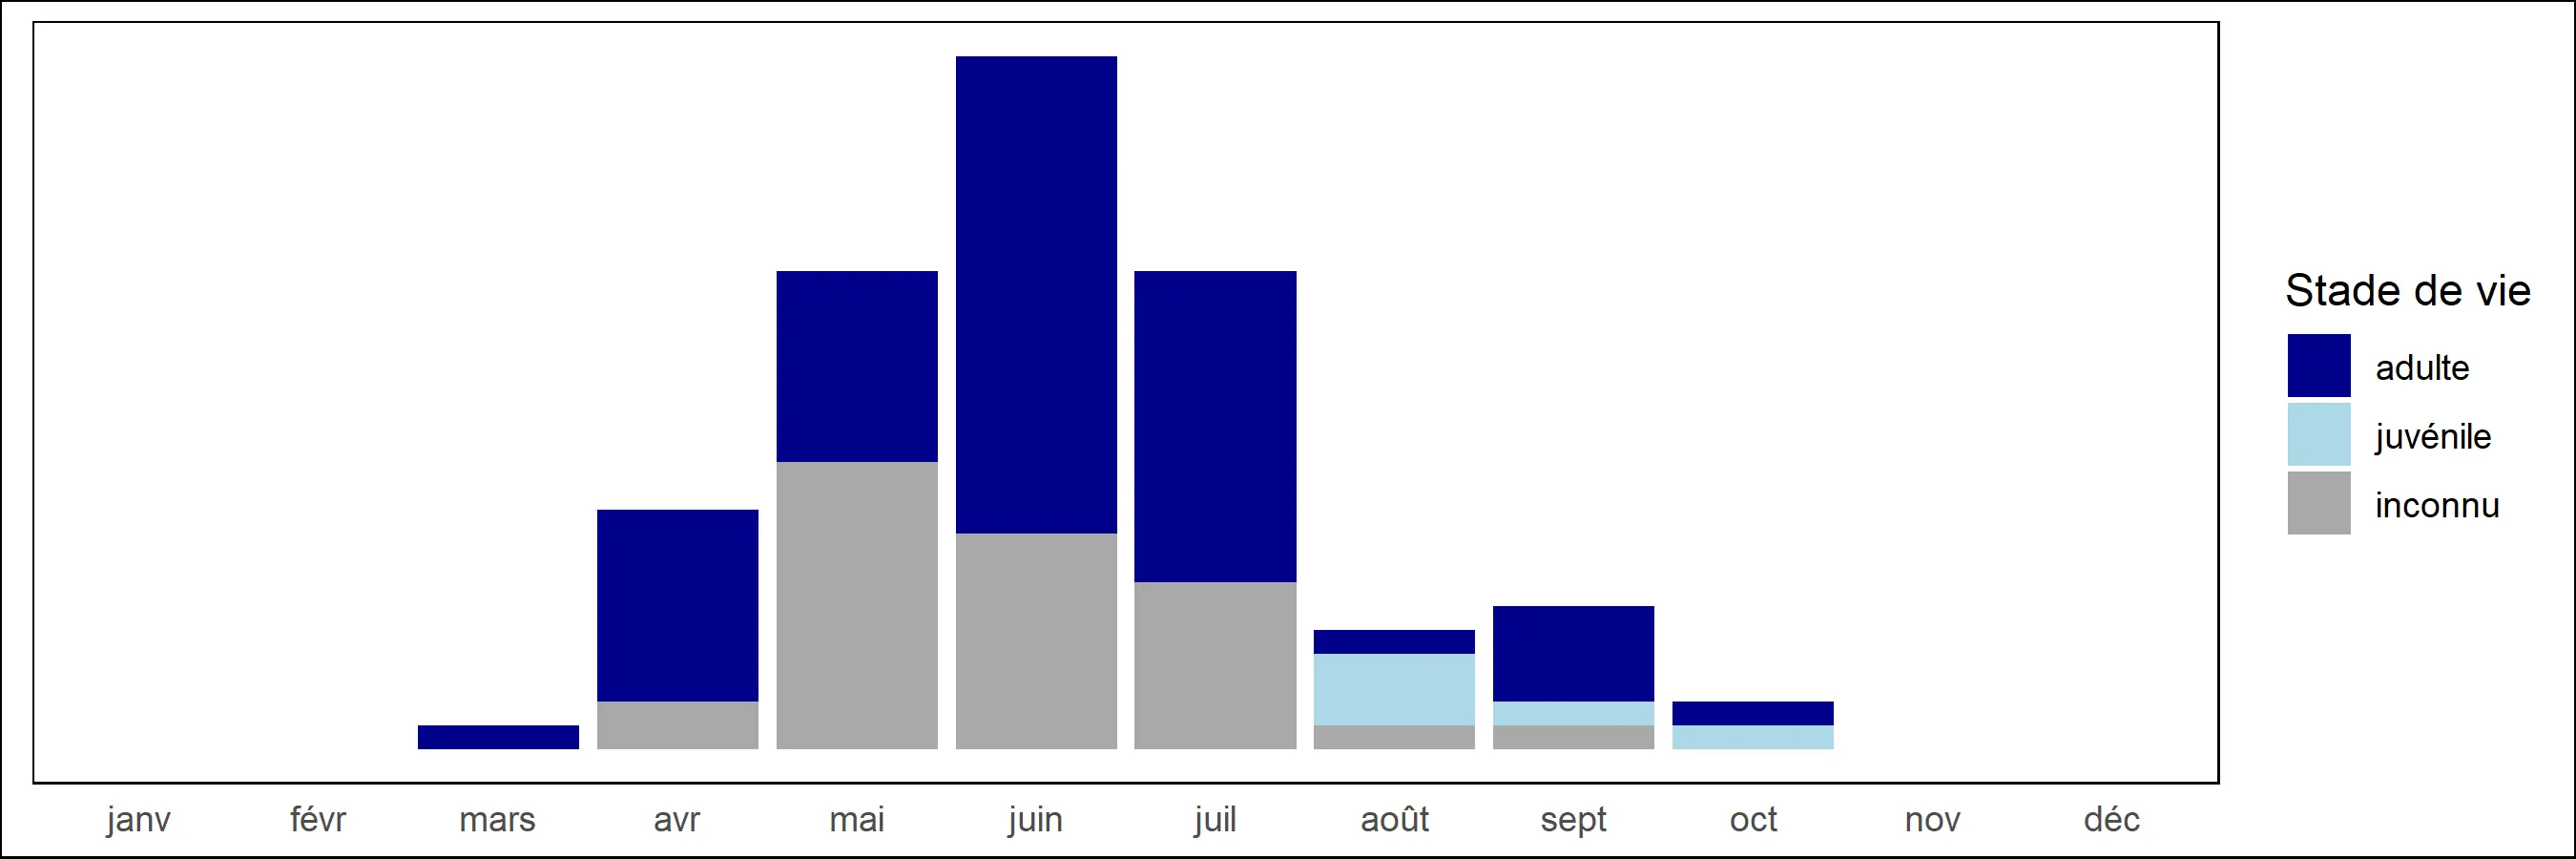 Stade de vie
adulte
juvénile
inconnu
janv févr mars avr mai juin juil août sept oct nov déc